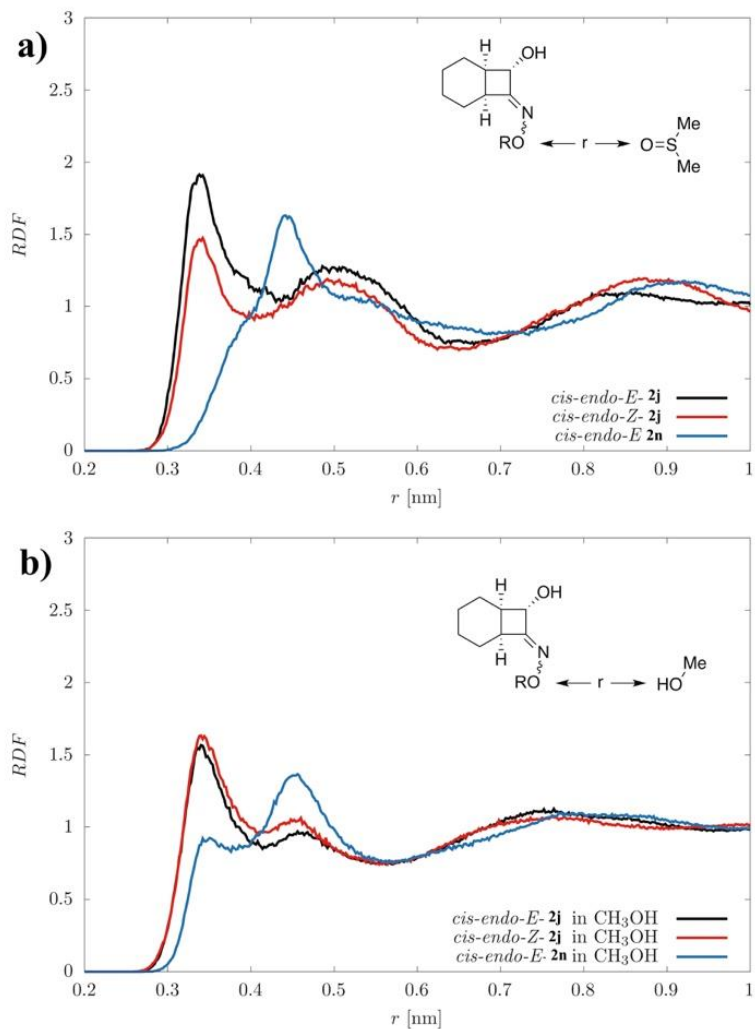 a)
3
2.5
2
1.5
1
0.5
0
RDF
H
OH
N
H
RO
r
O=S
Me
Me
cis-endo-E- 2j
cis-endo-Z- 2j
cis-endo-E 2n
0.2 0.3 0.4 0.5 0.6 0.7 0.8 0.9 1
r [nm]
b)
3
2.5
2
1.5
1
0.5
0
RDF
H
OH
N
H
RO
r
Me
HO
cis-endo-E- 2j in CH₃OH
cis-endo-Z- 2j in CH₃OH
cis-endo-E- 2n in CH₃OH
0.2 0.3 0.4 0.5 0.6 0.7 0.8 0.9 1
r [nm]